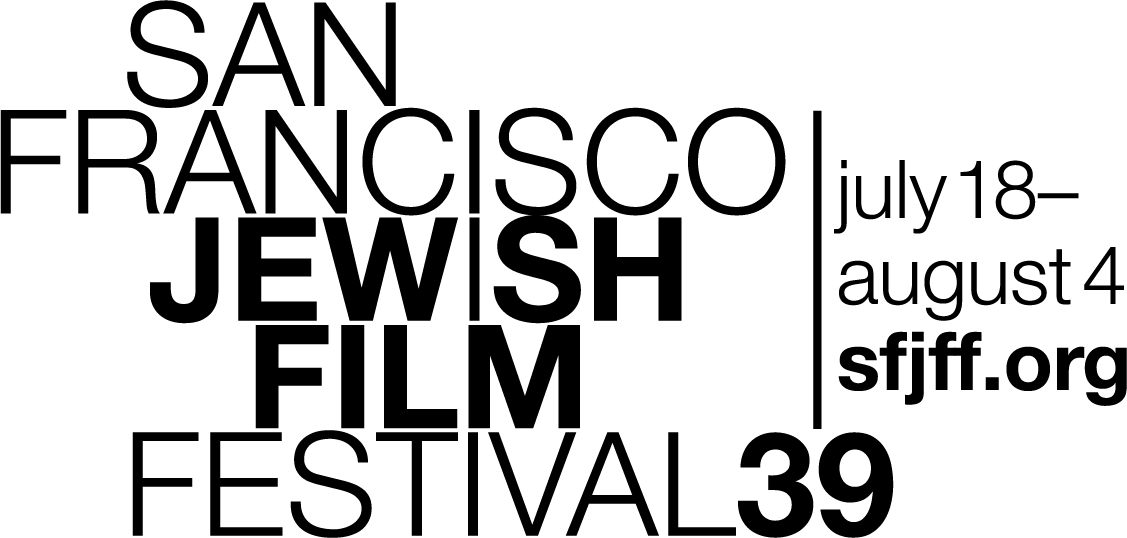 SAN
FRANCISCO
JEWISH
FILM
FESTIVAL39
july 18–
august 4
sfjff.org